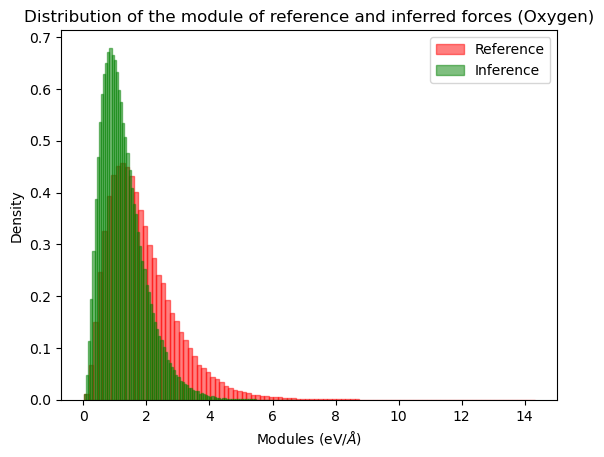 Distribution of the module of reference and inferred forces (Oxygen)
Reference
Inference
0.7
0.6
0.5
0.4
0.3
0.2
0.1
0.0
Density
0 2 4 6 8 10 12 14
Modules (eV/Å)